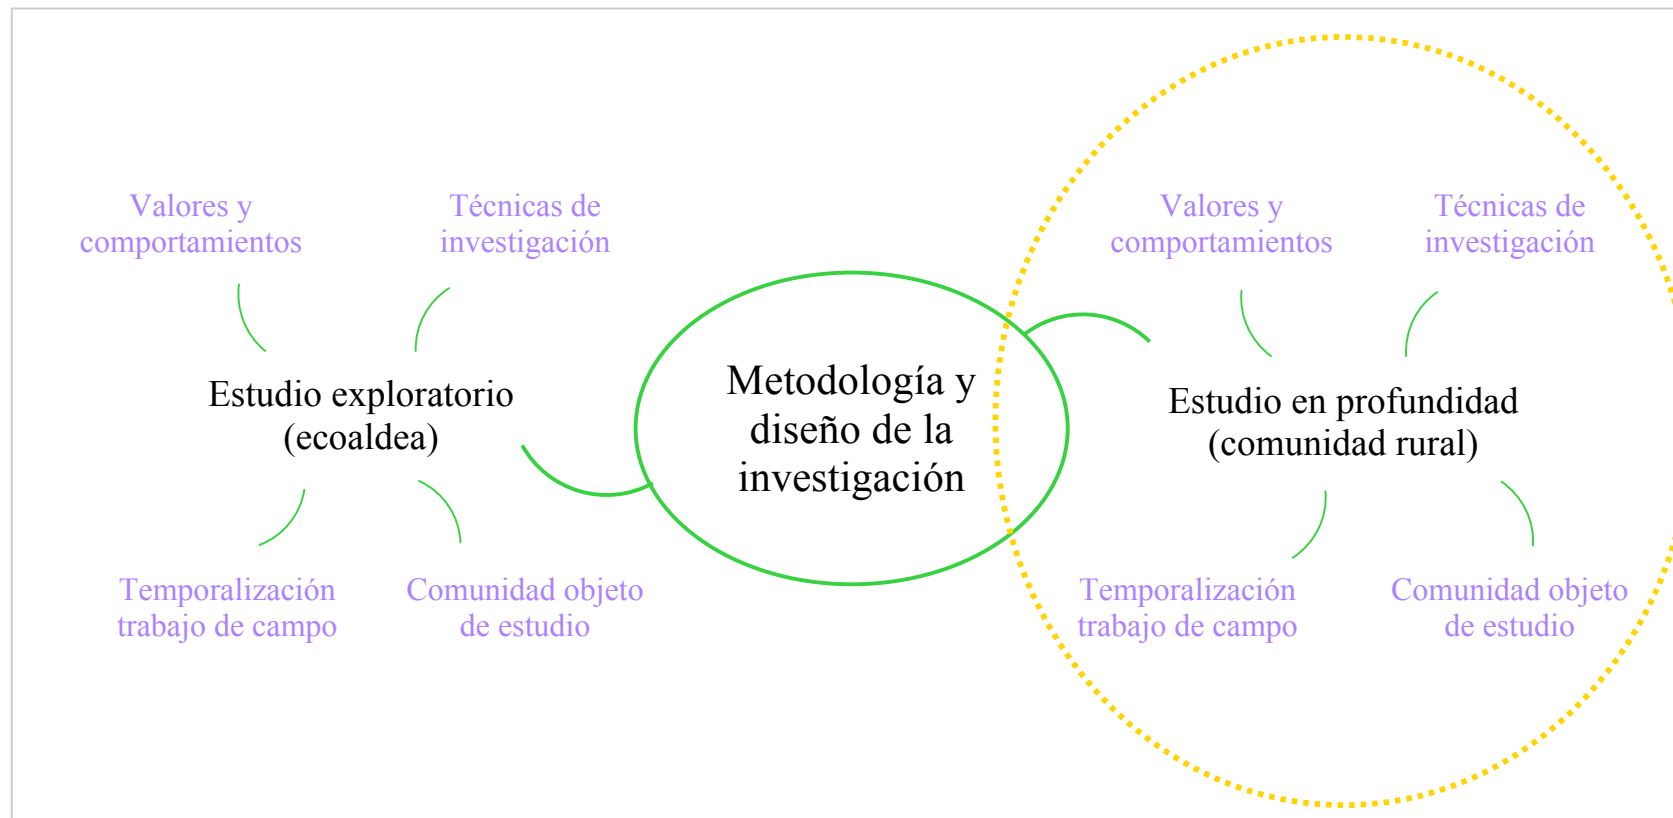 Valores y
comportamientos
Técnicas de
investigación
Estudio exploratorio
(ecoaldea)
Temporalización
trabajo de campo
Comunidad objeto
de estudio
Metodología y
diseño de la
investigación
Valores y
comportamientos
Técnicas de
investigación
Estudio en profundidad
(comunidad rural)
Temporalización
trabajo de campo
Comunidad objeto
de estudio